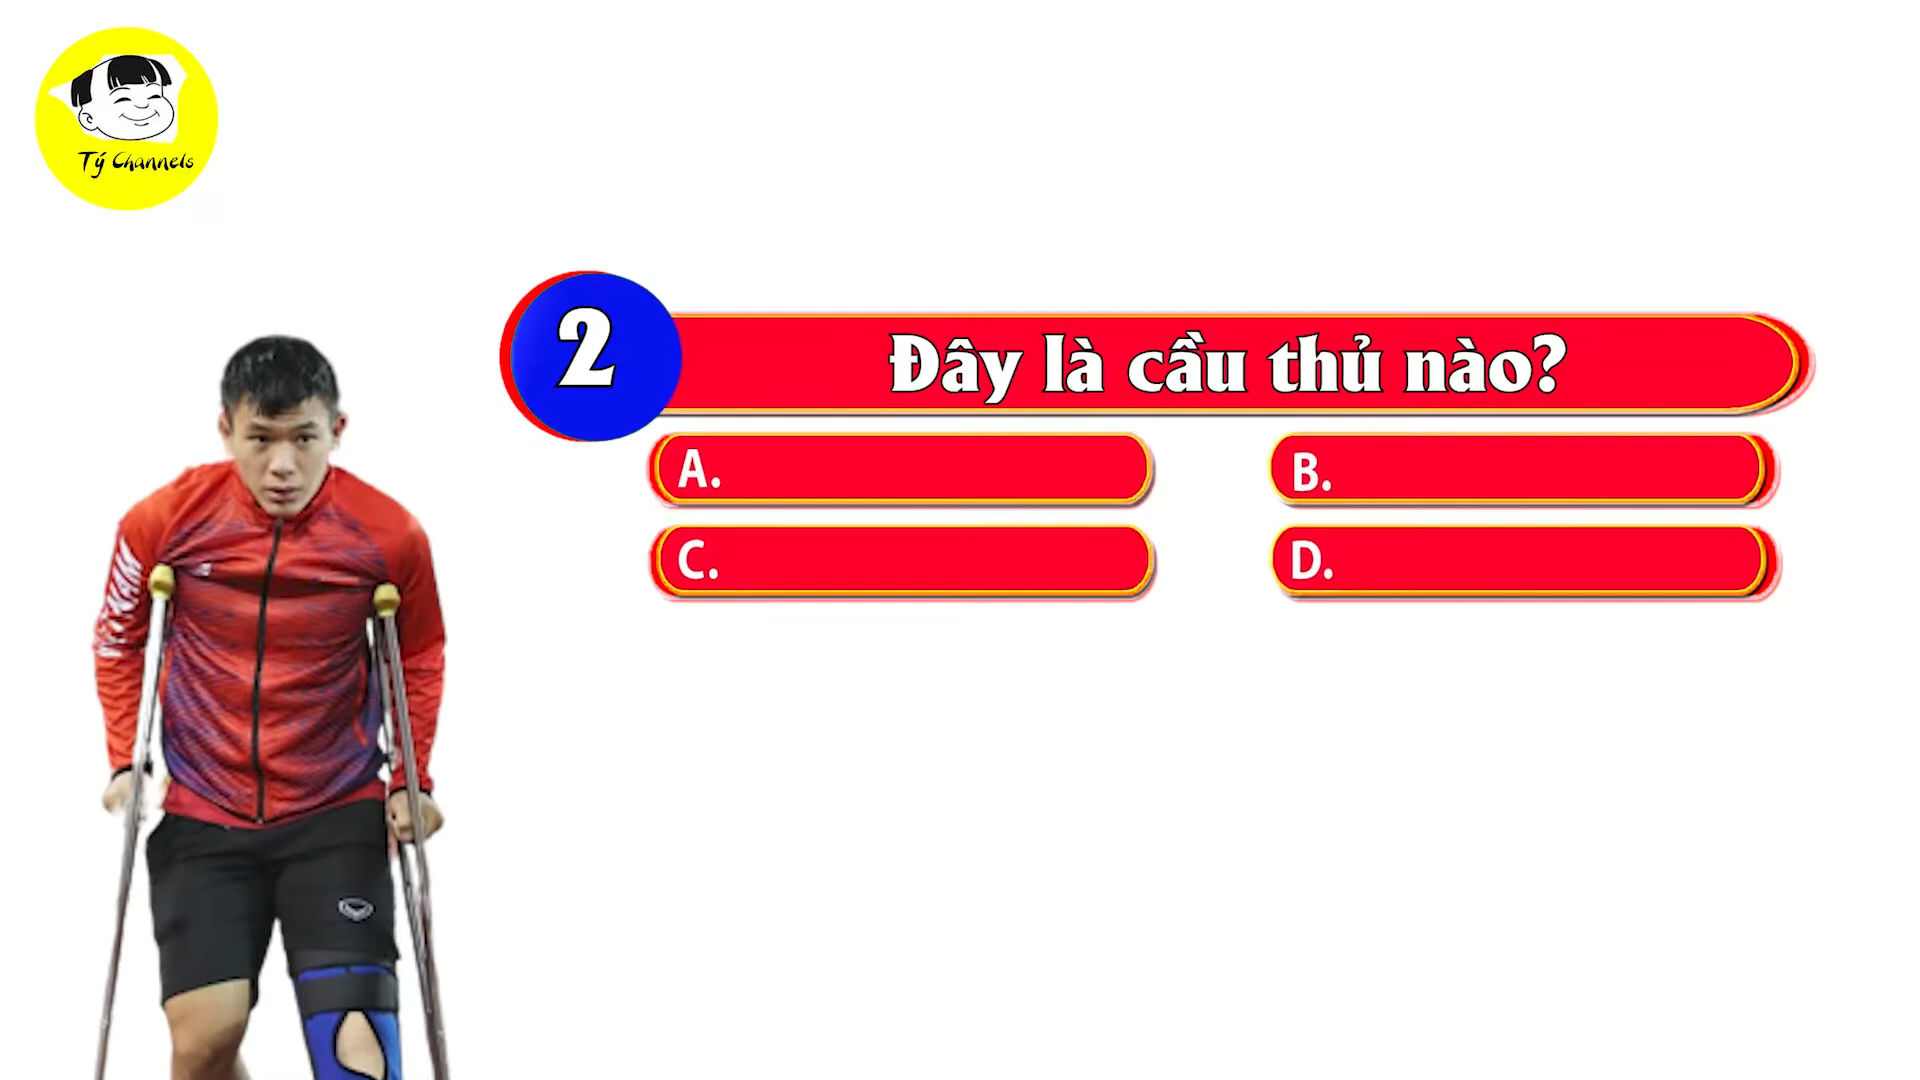 Tý Channels
2
Đây là cầu thủ nào?
A.
B.
C.
D.